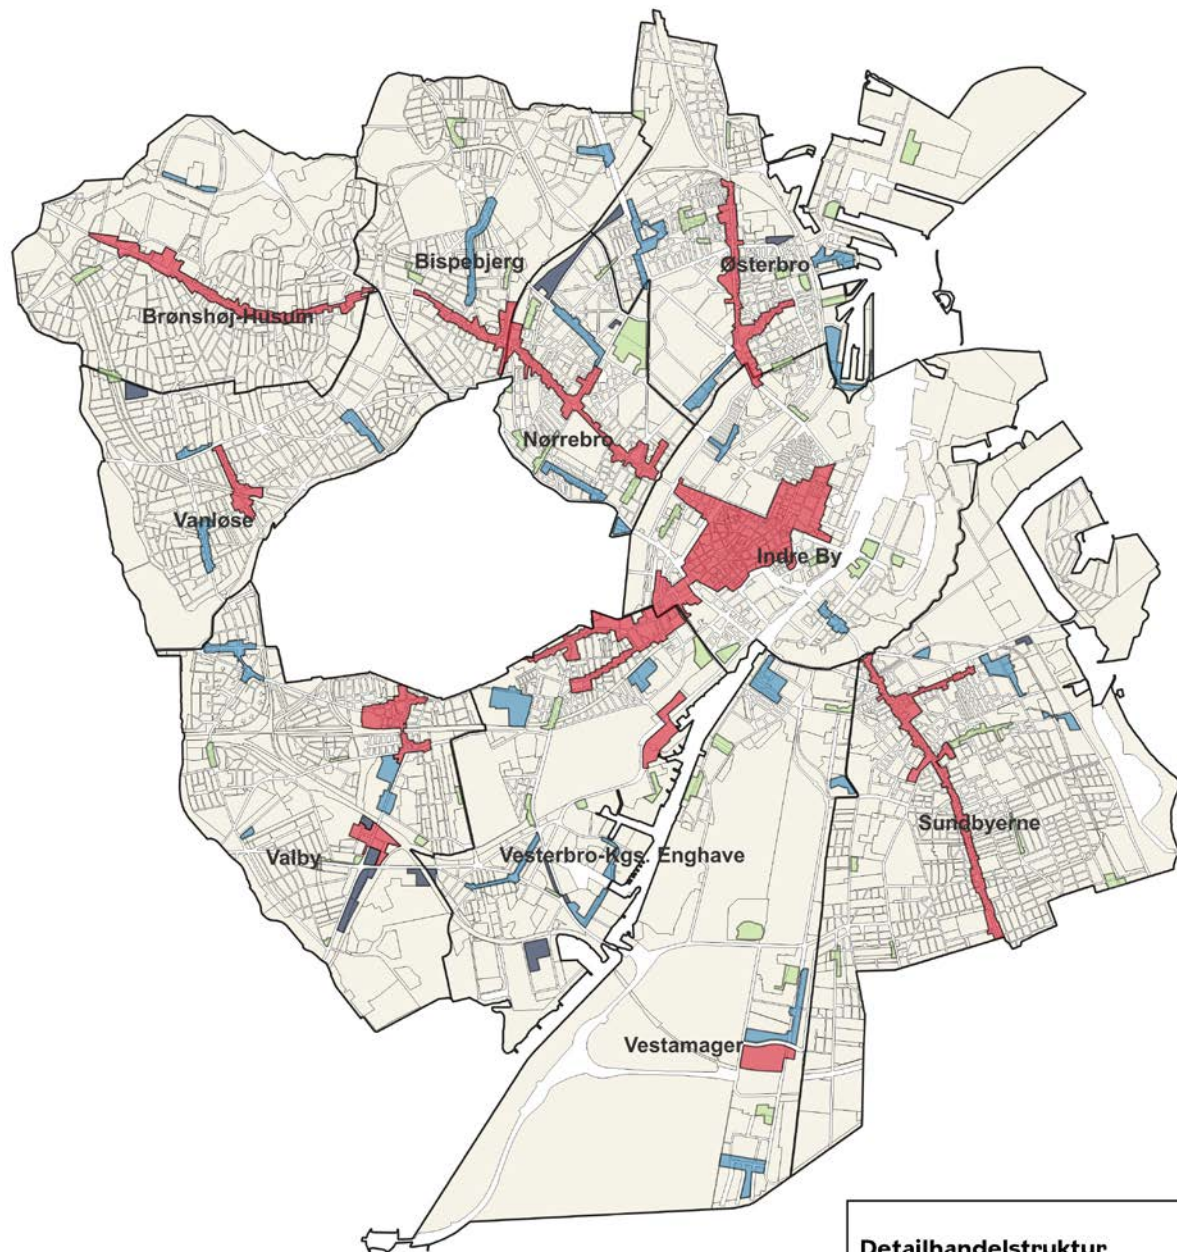 Bispebjerg
Østerbro
Brønshøj-Husum
Nørrebro
Vanløse
Indre By
Sundbyerne
Valby
Vesterbro-Kgs. Enghave
Vestamager
Detailhandelstruktur